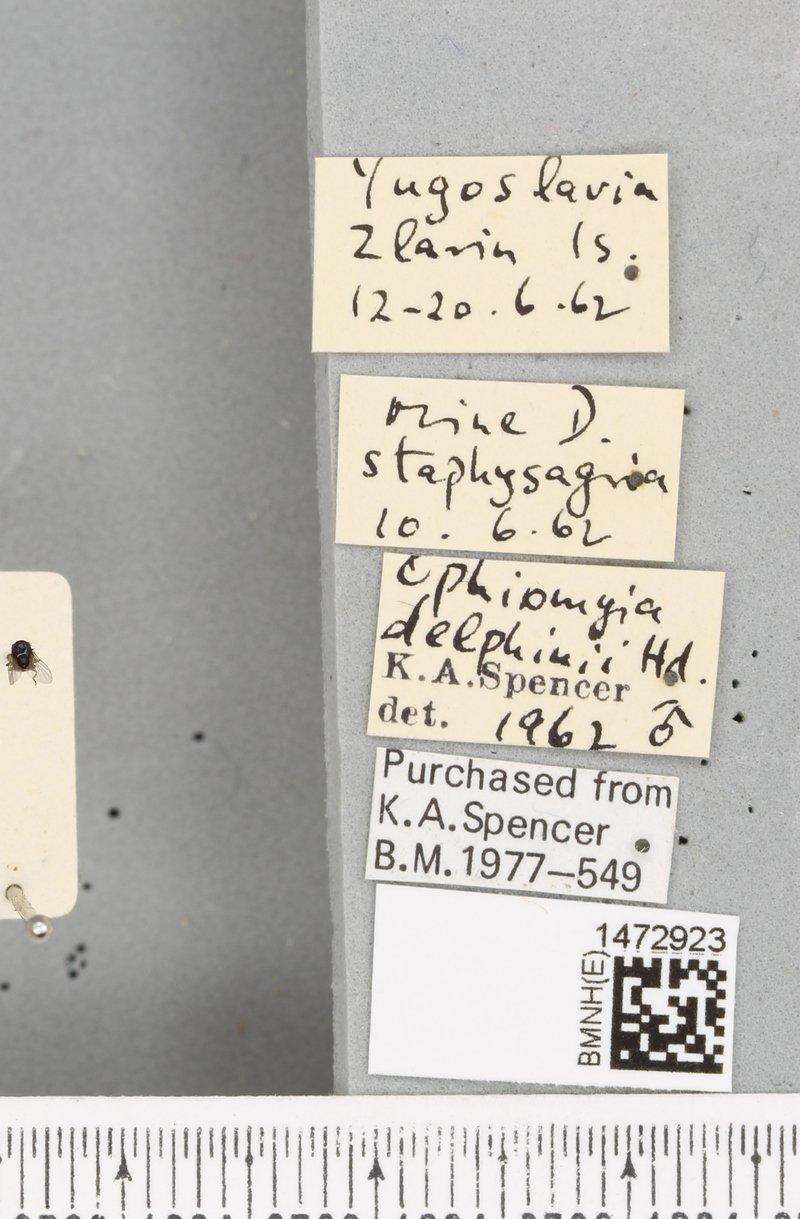 Yugoslavia
Zlarin Is.
12-20.6.62
mine D.
staphysagria
10. 6.62
Ophiomyia
delphinii Hd.
K.A.Spencer
det. 1962 ♂
Purchased from
K.A.Spencer
B.M.1977–549
1472923
BMNH(E)